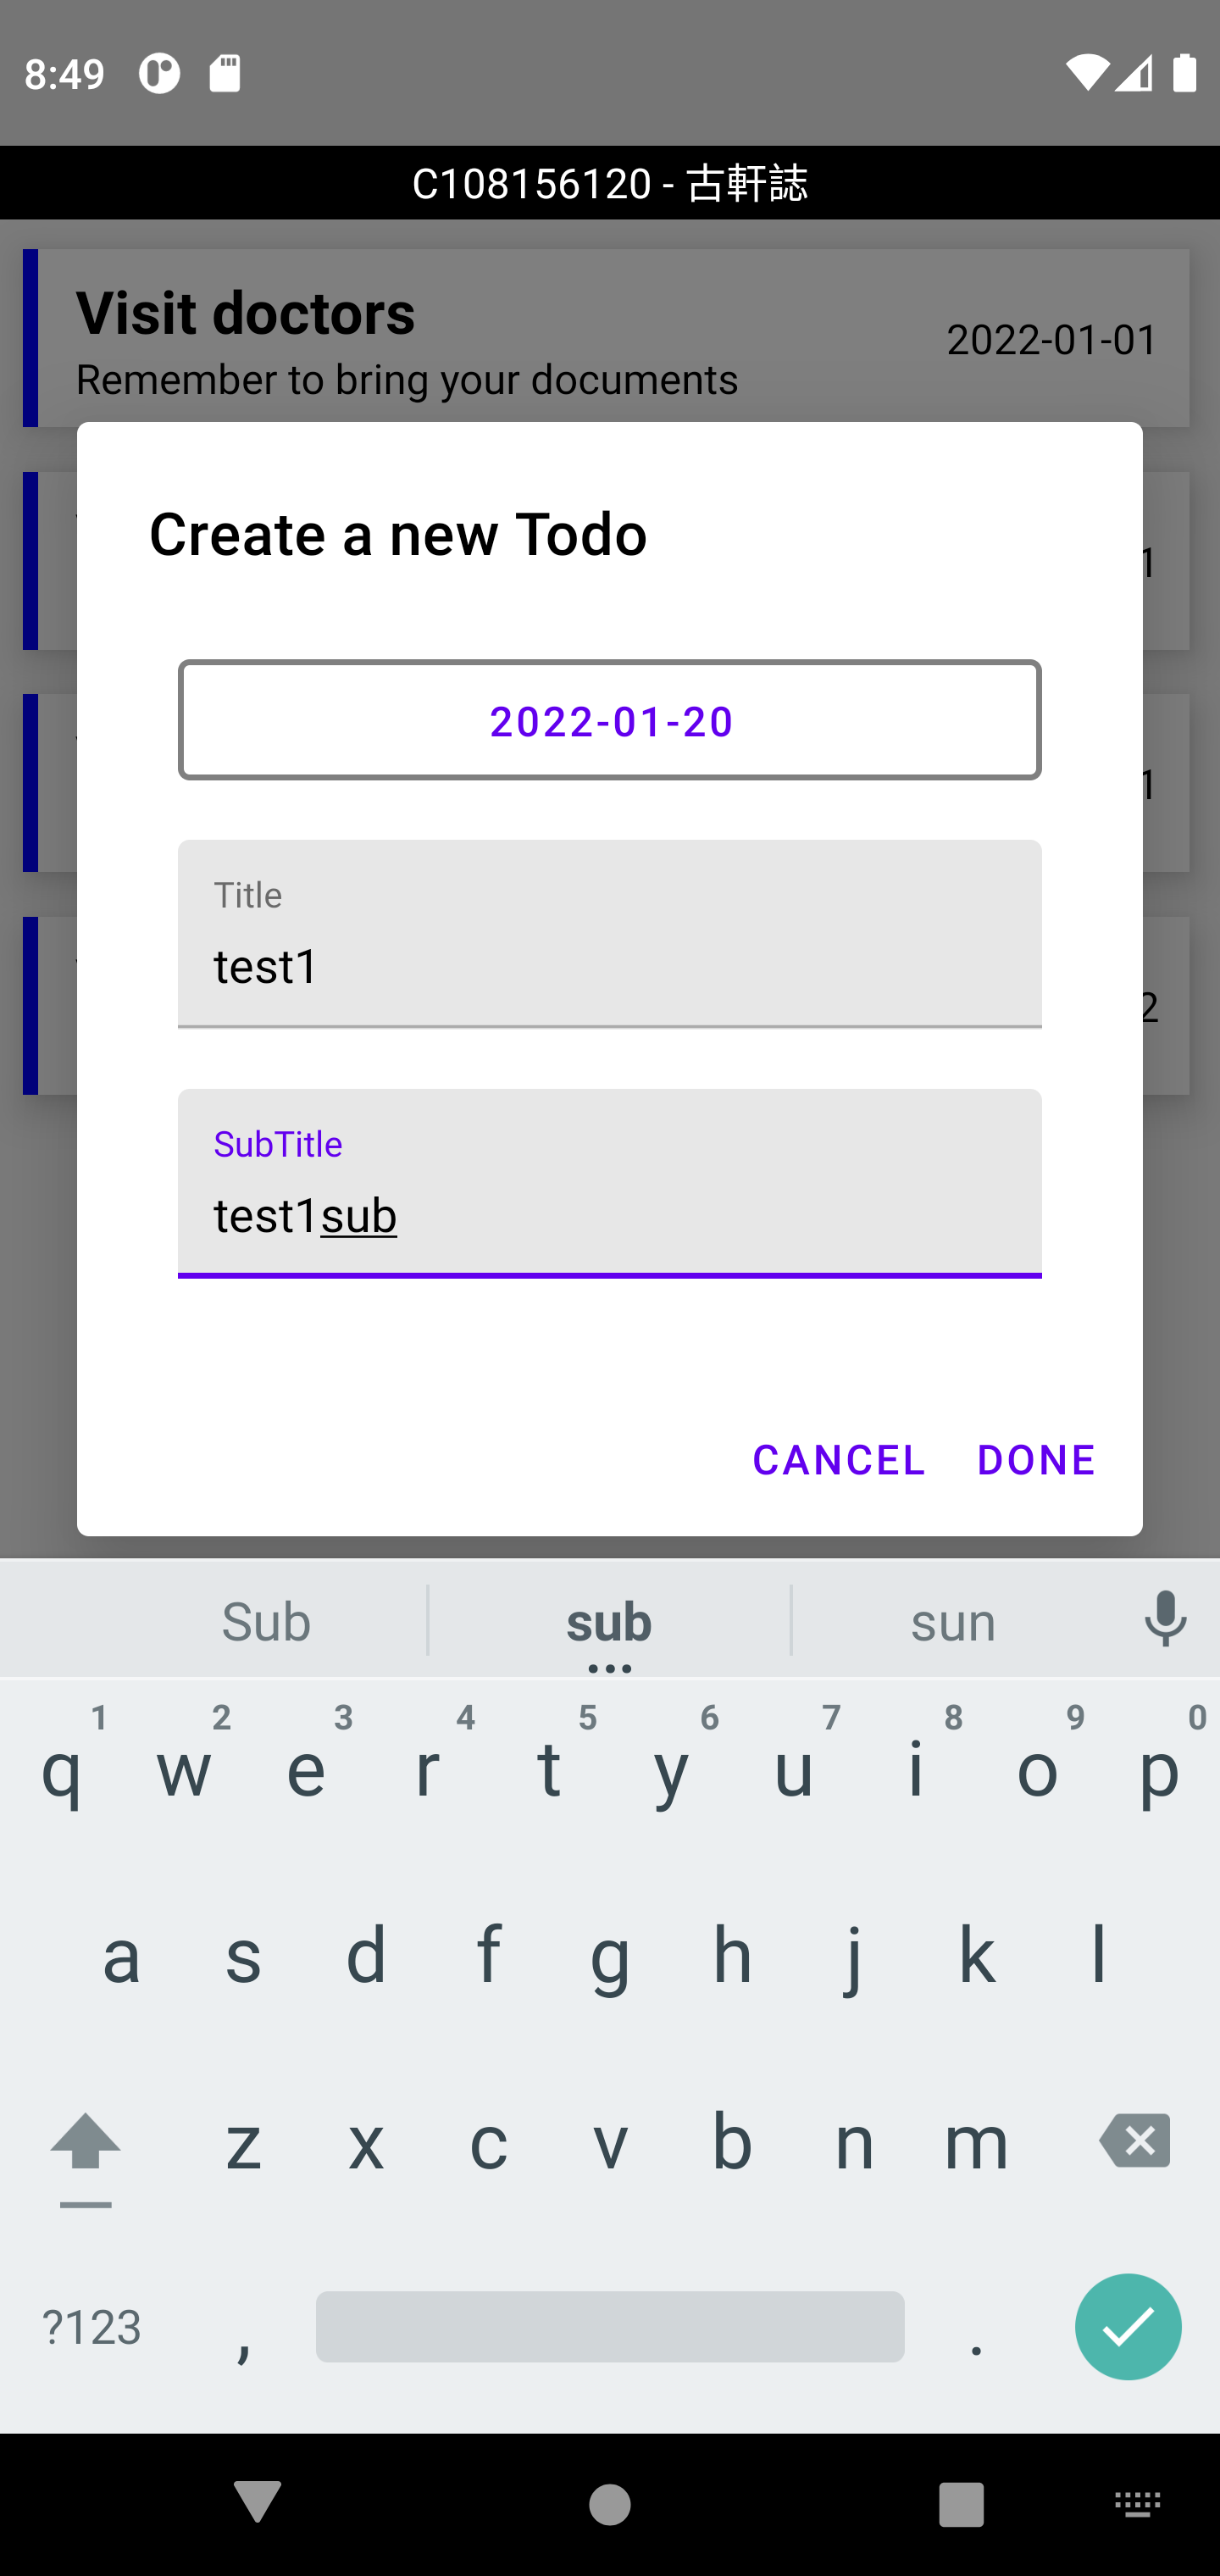 8:49
C108156120 - 古軒誌
Visit doctors
2022-01-01
Remember to bring your documents
Create a new Todo
1
2022-01-20
1
Title
test1
2
SubTitle
test1sub
CANCEL DONE
Sub sub sun
1 2 3 4 5 6 7 8 9 0
q w e r t y u i o p
a s d f g h j k l
z x c v b n m
?123 , .